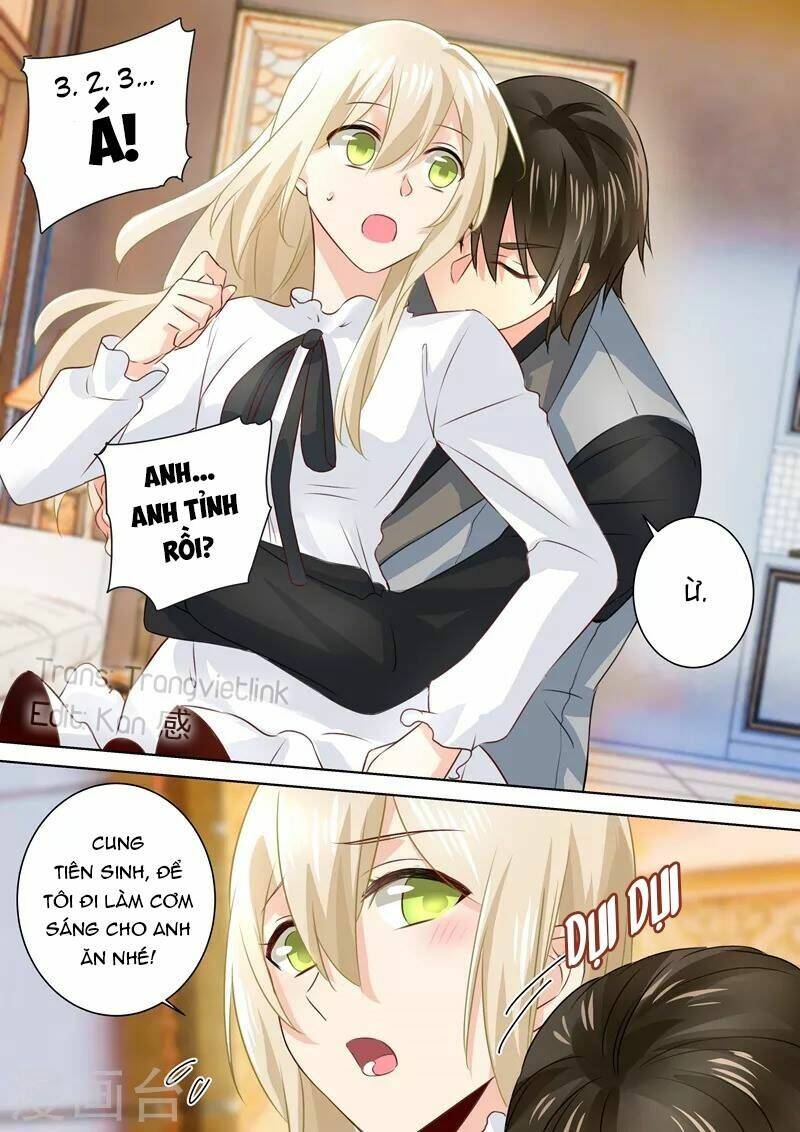 3, 2, 3...
Á!
ANH...
ANH TỈNH
RỒI?
Ừ.
Trans: Trangvietlink
Edit: Kan 感
CUNG
TIÊN SINH, ĐỂ
TÔI ĐI LÀM CƠM
SÁNG CHO ANH
ĂN NHÉ!
DỤI DỤI
漫画台